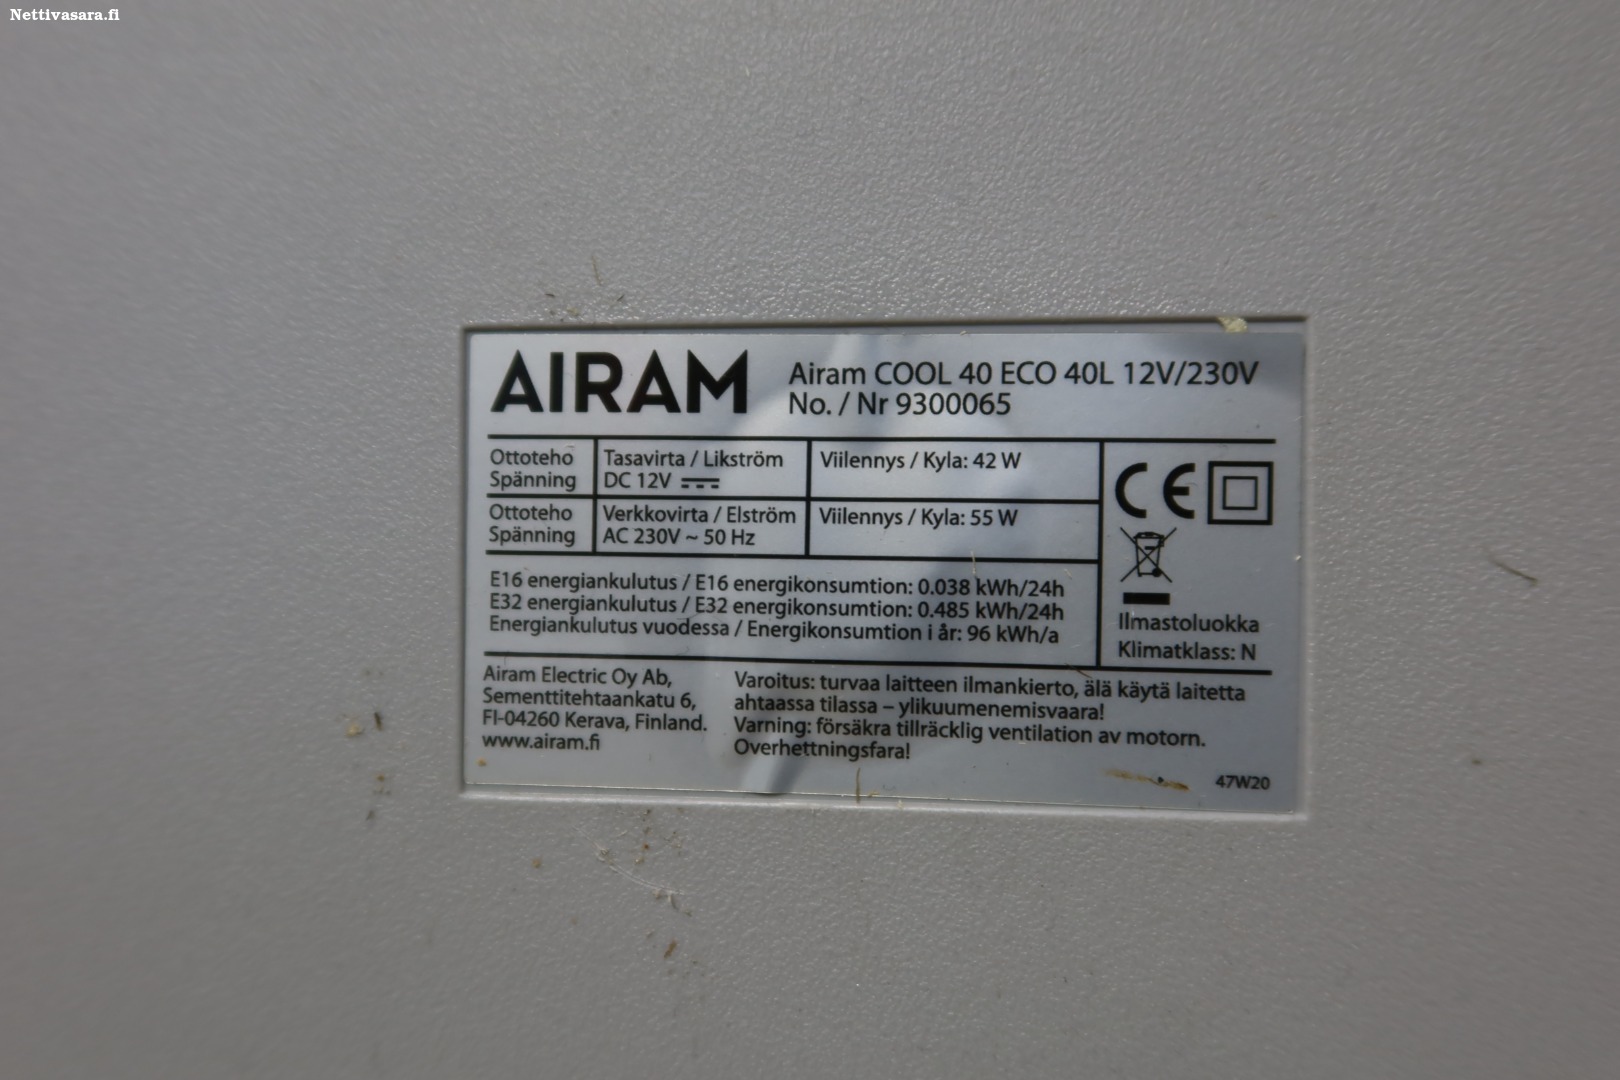 Nettivasara.fi
AIRAM
Airam COOL 40 ECO 40L 12V/230V
No. / Nr 9300065
Ottoteho
Spänning
Tasavirta / Likström
DC 12V
Viilennys / Kyla: 42 W
Ottoteho
Spänning
Verkkovirta / Elström
AC 230V ~ 50 Hz
Viilennys / Kyla: 55 W
CE
E16 energiankulutus / E16 energikonsumtion: 0.038 kWh/24h
E32 energiankulutus / E32 energikonsumtion: 0.485 kWh/24h
Energiankulutus vuodessa / Energikonsumtion i år: 96 kWh/a
Ilmastoluokka
Klimatklass: N
Airam Electric Oy Ab,
Sementtitehtaankatu 6,
FI-04260 Kerava, Finland.
www.airam.fi
Varoitus: turvaa laitteen ilmankierto, älä käytä laitetta
ahtaassa tilassa – ylikuumenemisvaara!
Varning: försäkra tillräcklig ventilation av motorn.
Overhettningsfara!
47W20